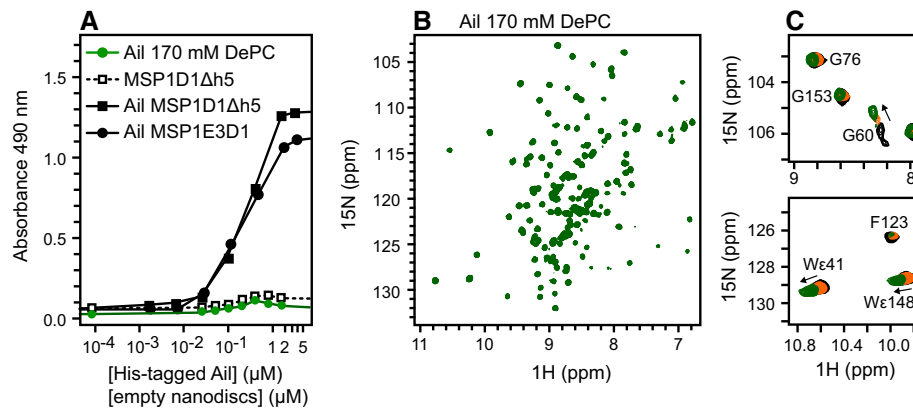 A
Ail 170 mM DePC
MSP1D1Δh5
Ail MSP1D1Δh5
Ail MSP1E3D1
Absorbance 490 nm
1.5
1.0
0.5
0.0
10⁻⁴ 10⁻³ 10⁻² 10⁻¹ 1 2 5
[His-tagged Ail] (μM)
[empty nanodiscs] (μM)
B
Ail 170 mM DePC
15N (ppm)
105
110
115
120
125
130
11 10 9 8 7
1H (ppm)
C
G76
G153
G60
15N (ppm)
104
106
9 8
F123
Wε41
Wε148
15N (ppm)
126
128
130
10.8 10.4 10.0
1H (ppm)